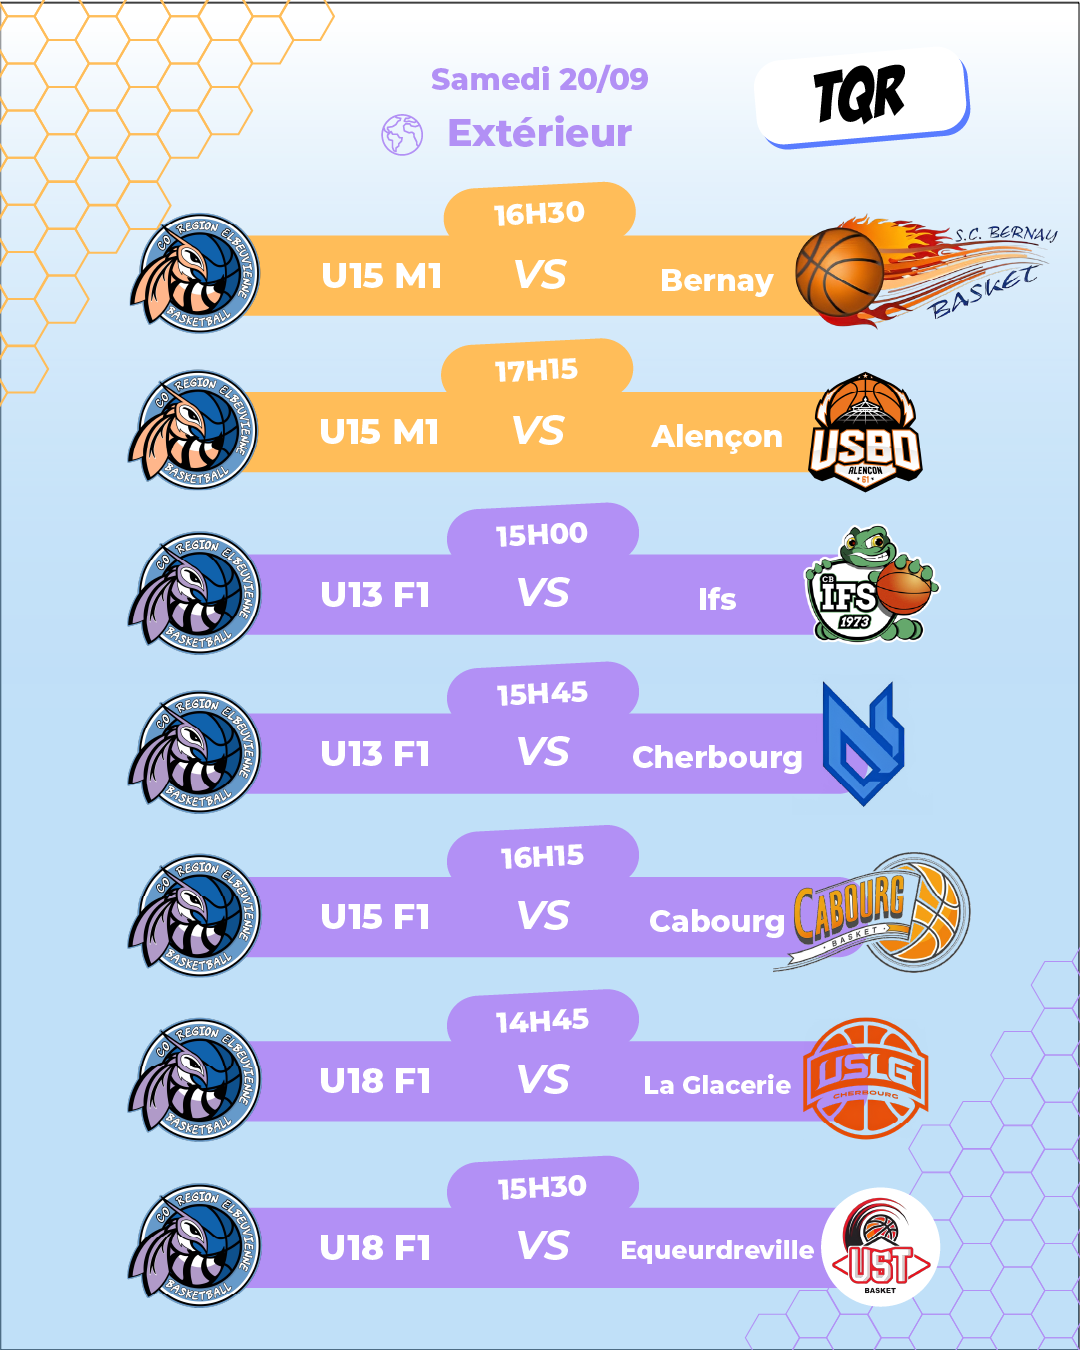 Samedi 20/09
Extérieur
TQR
16H30
CO REGION ELBEUVIENNE
BASKETBALL
U15 M1
VS
Bernay
S.C. BERNAY
BASKET
17H15
CO REGION ELBEUVIENNE
BASKETBALL
U15 M1
VS
Alençon
USBD
ALENCON
61
15H00
CO REGION ELBEUVIENNE
BASKETBALL
U13 F1
VS
Ifs
CB
IFS
1973
15H45
CO REGION ELBEUVIENNE
BASKETBALL
U13 F1
VS
Cherbourg
16H15
CO REGION ELBEUVIENNE
BASKETBALL
U15 F1
VS
Cabourg
CABOURG
BASKET
14H45
CO REGION ELBEUVIENNE
BASKETBALL
U18 F1
VS
La Glacerie
USLG
CHERBOURG
15H30
CO REGION ELBEUVIENNE
BASKETBALL
U18 F1
VS
Equeurdreville
UST
BASKET